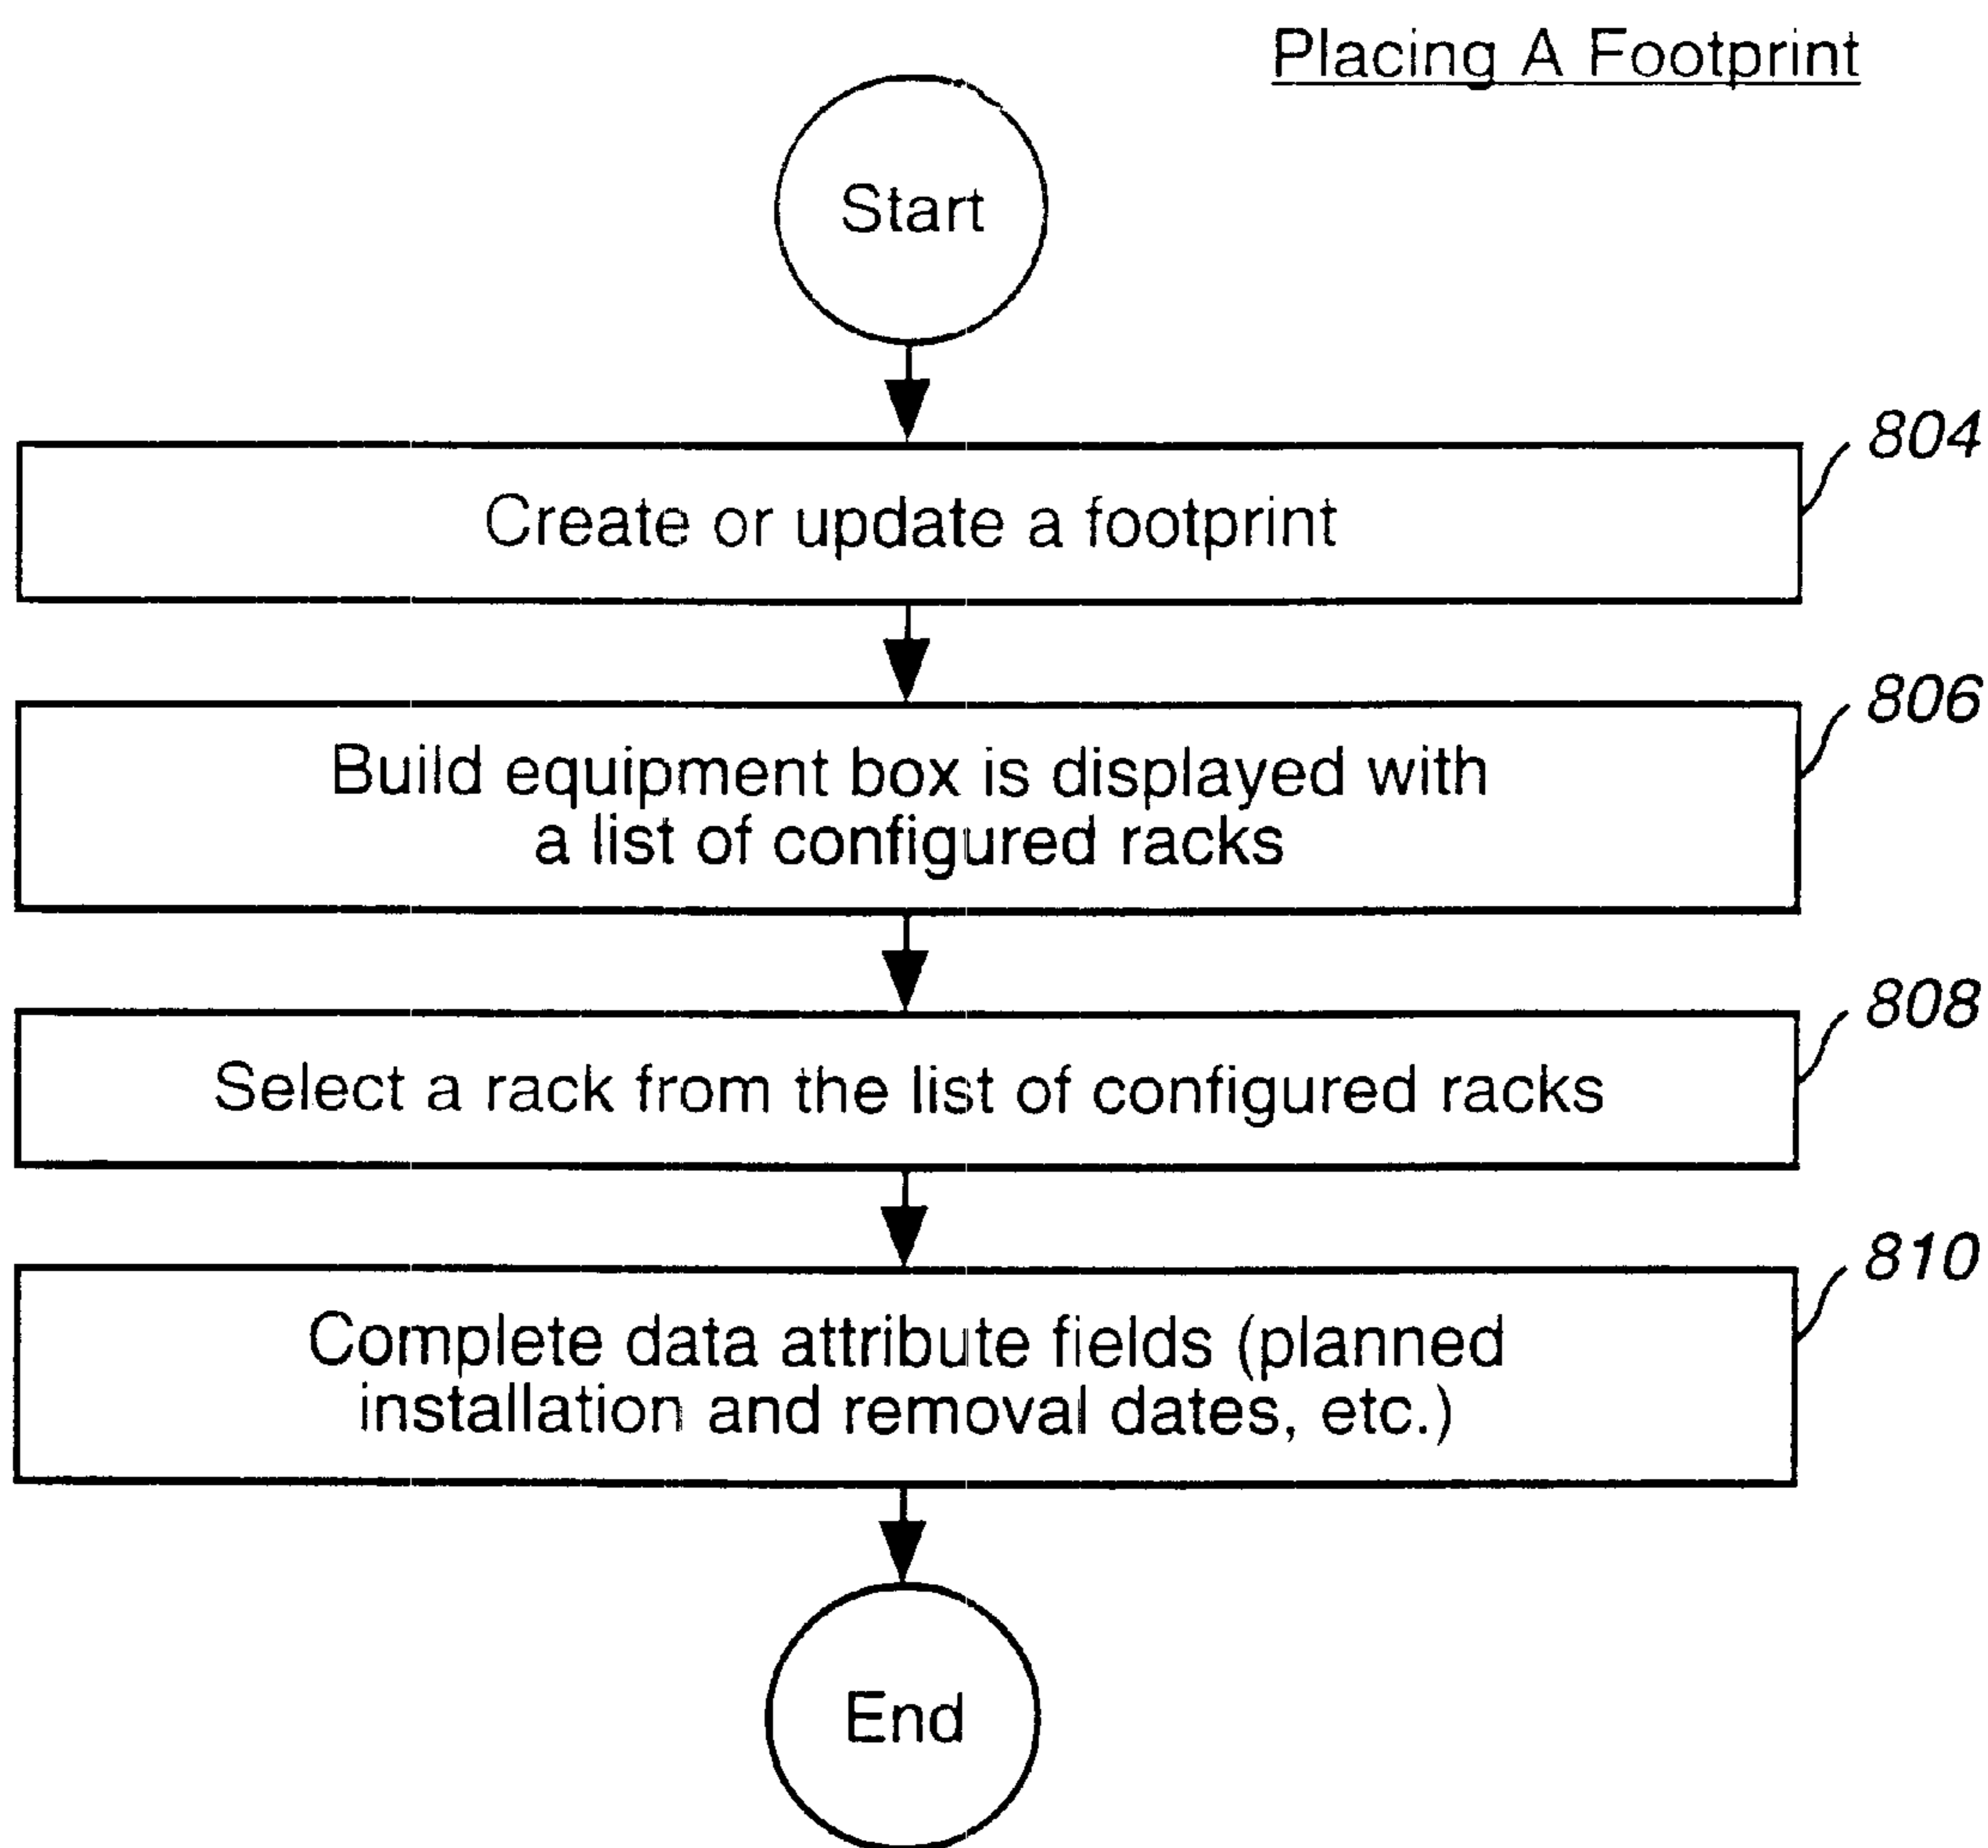 Placing A Footprint
Start
804
Create or update a footprint
806
Build equipment box is displayed with
a list of configured racks
808
Select a rack from the list of configured racks
810
Complete data attribute fields (planned
installation and removal dates, etc.)
End